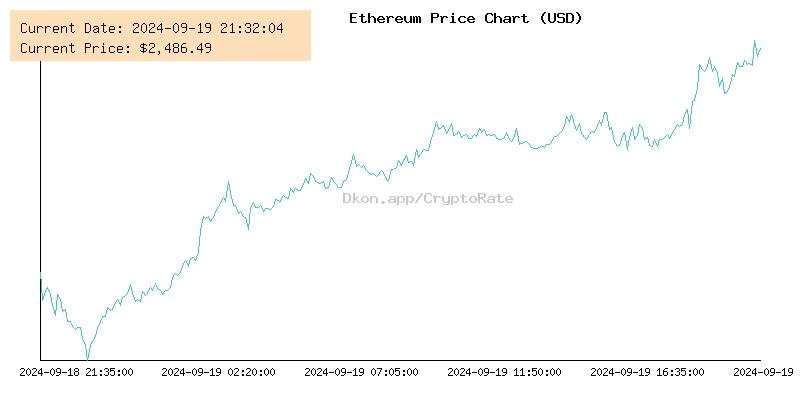 Ethereum Price Chart (USD)
Current Date: 2024-09-19 21:32:04
Current Price: $2,486.49
Dkon.app/CryptoRate
2024-09-18 21:35:00 2024-09-19 02:20:00 2024-09-19 07:05:00 2024-09-19 11:50:00 2024-09-19 16:35:00 2024-09-19